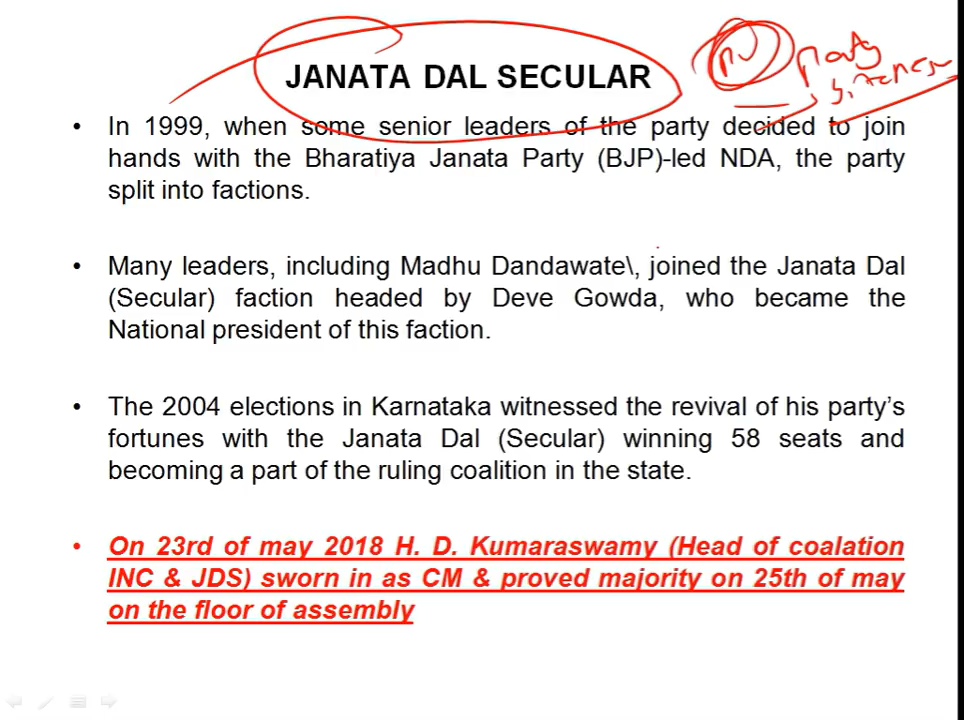 JANATA DAL SECULAR
party
• In 1999, when some senior leaders of the party decided to join
hands with the Bharatiya Janata Party (BJP)-led NDA, the party
split into factions.
• Many leaders, including Madhu Dandawate\, joined the Janata Dal
(Secular) faction headed by Deve Gowda, who became the
National president of this faction.
• The 2004 elections in Karnataka witnessed the revival of his party’s
fortunes with the Janata Dal (Secular) winning 58 seats and
becoming a part of the ruling coalition in the state.
• On 23rd of may 2018 H. D. Kumaraswamy (Head of coalation
INC & JDS) sworn in as CM & proved majority on 25th of may
on the floor of assembly